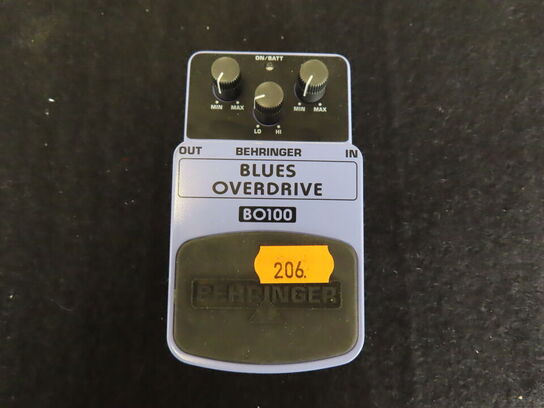 ON/BATT
MIN MAX
MIN MAX
LO HI
OUT BEHRINGER IN
BLUES
OVERDRIVE
BO100
206.
BEHRINGER